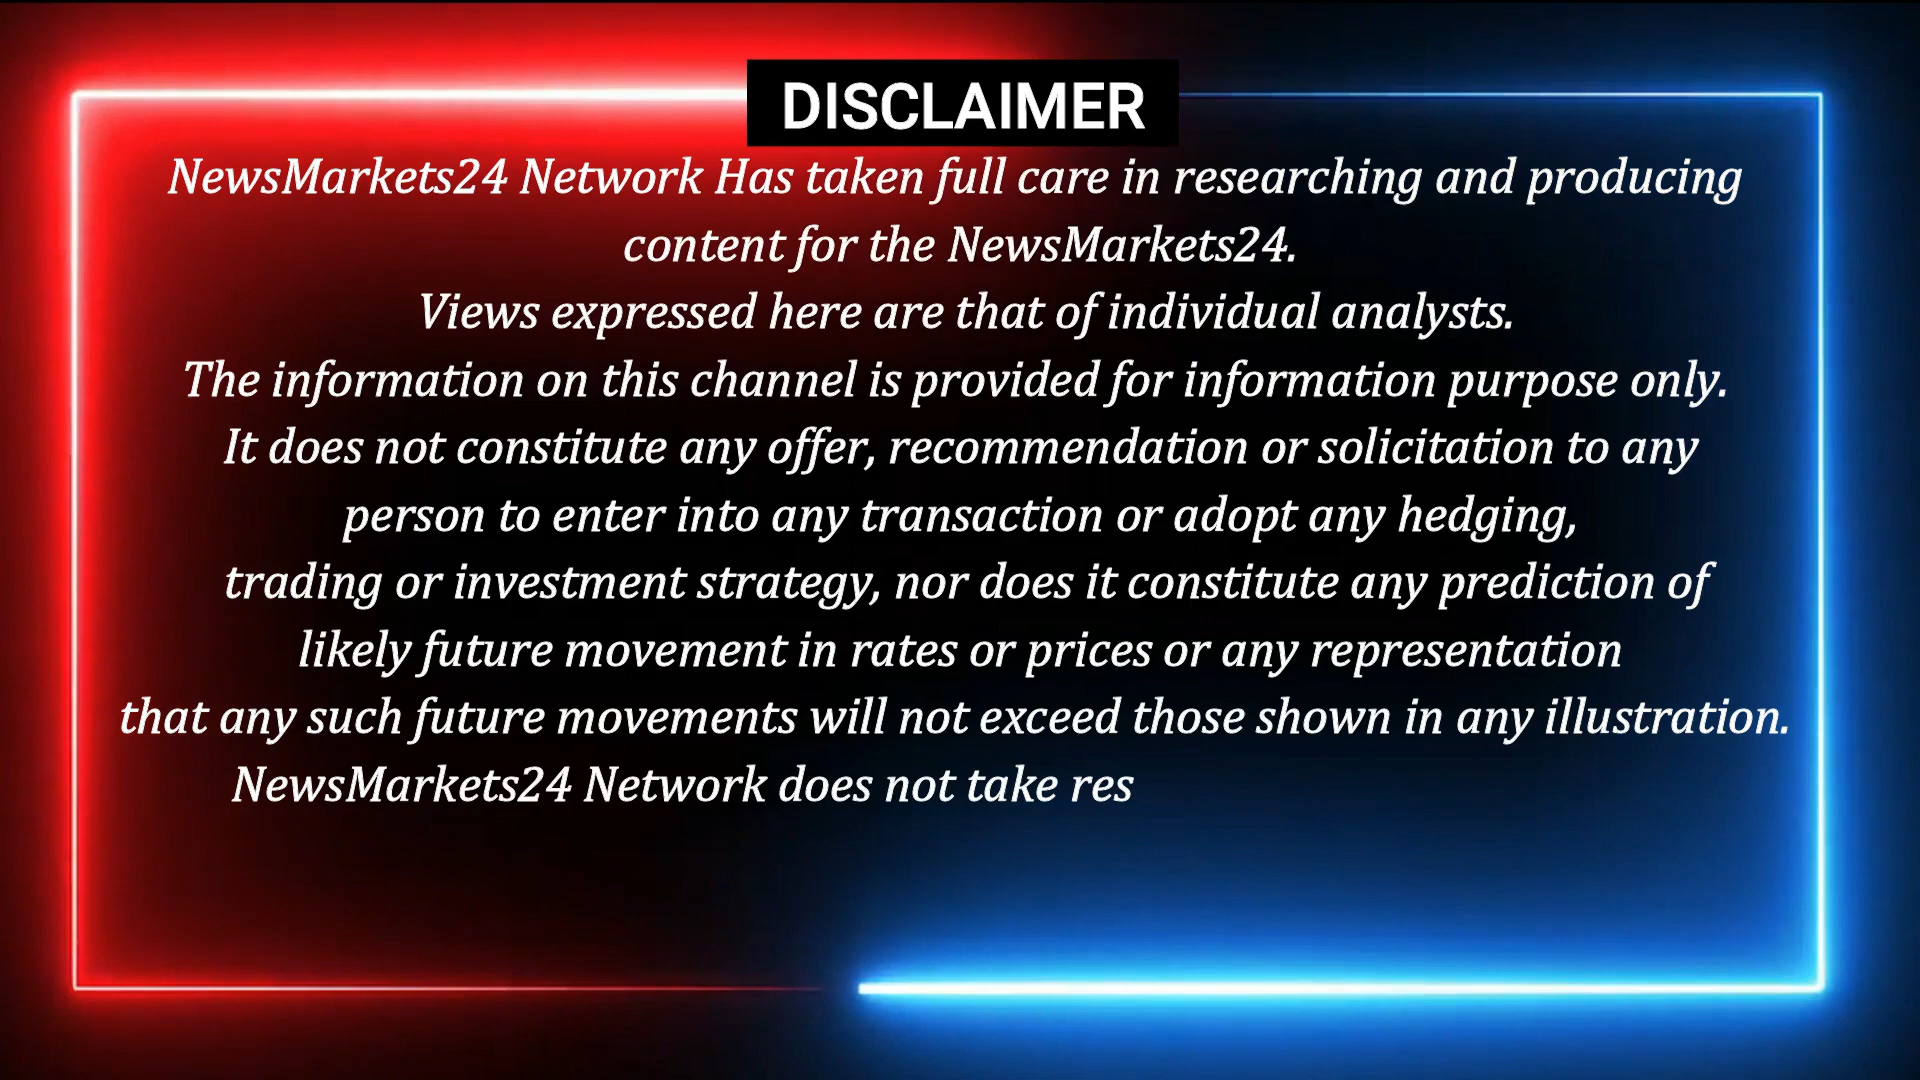 DISCLAIMER
NewsMarkets24 Network Has taken full care in researching and producing
content for the NewsMarkets24.
Views expressed here are that of individual analysts.
The information on this channel is provided for information purpose only.
It does not constitute any offer, recommendation or solicitation to any
person to enter into any transaction or adopt any hedging,
trading or investment strategy, nor does it constitute any prediction of
likely future movement in rates or prices or any representation
that any such future movements will not exceed those shown in any illustration.
NewsMarkets24 Network does not take res